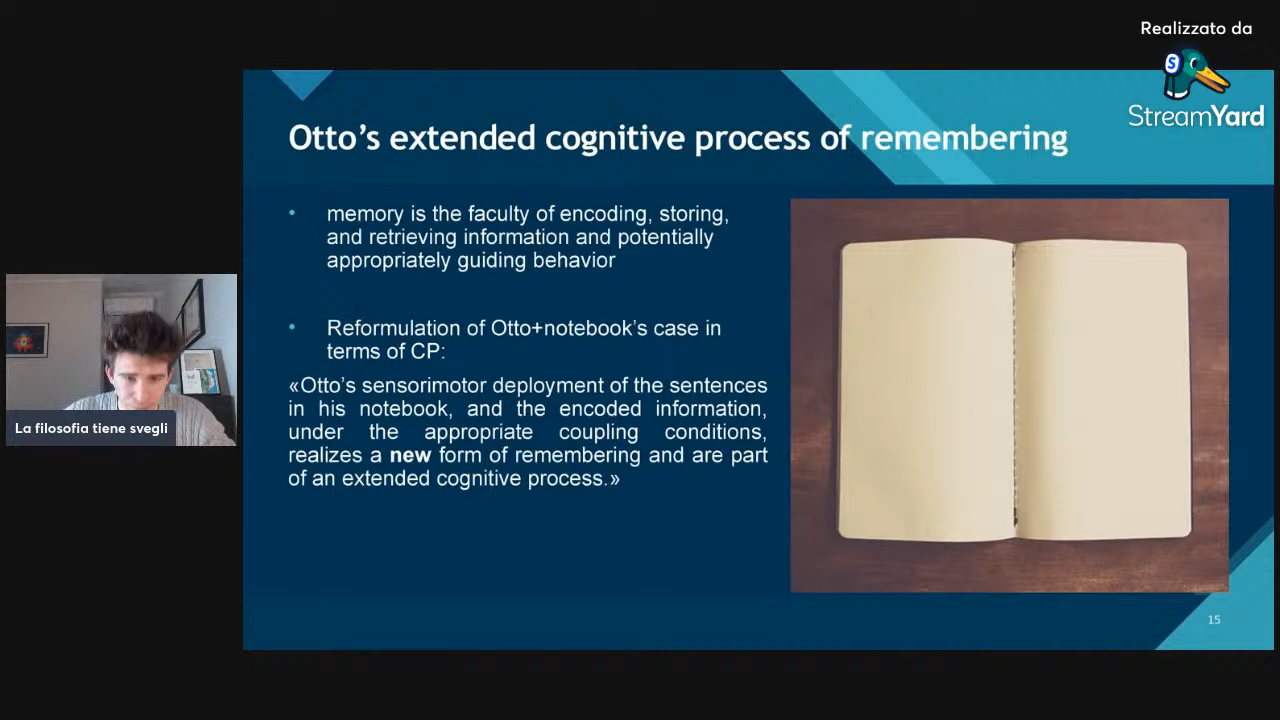 Realizzato da
StreamYard
Otto's extended cognitive process of remembering
• memory is the faculty of encoding, storing,
and retrieving information and potentially
appropriately guiding behavior
• Reformulation of Otto+notebook's case in
terms of CP:
«Otto's sensorimotor deployment of the sentences
in his notebook, and the encoded information,
under the appropriate coupling conditions,
realizes a new form of remembering and are part
of an extended cognitive process.»
La filosofia tiene svegli
15